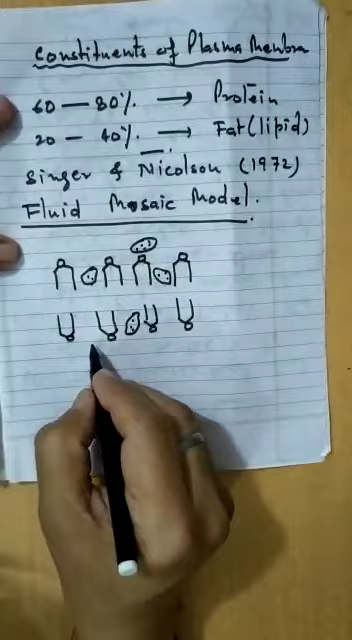 Constituents of Plasma Membra
60 — 80%. → Protein
20 — 40%. → Fat (lipid)
Singer & Nicolson (1972)
Fluid Mosaic Model.